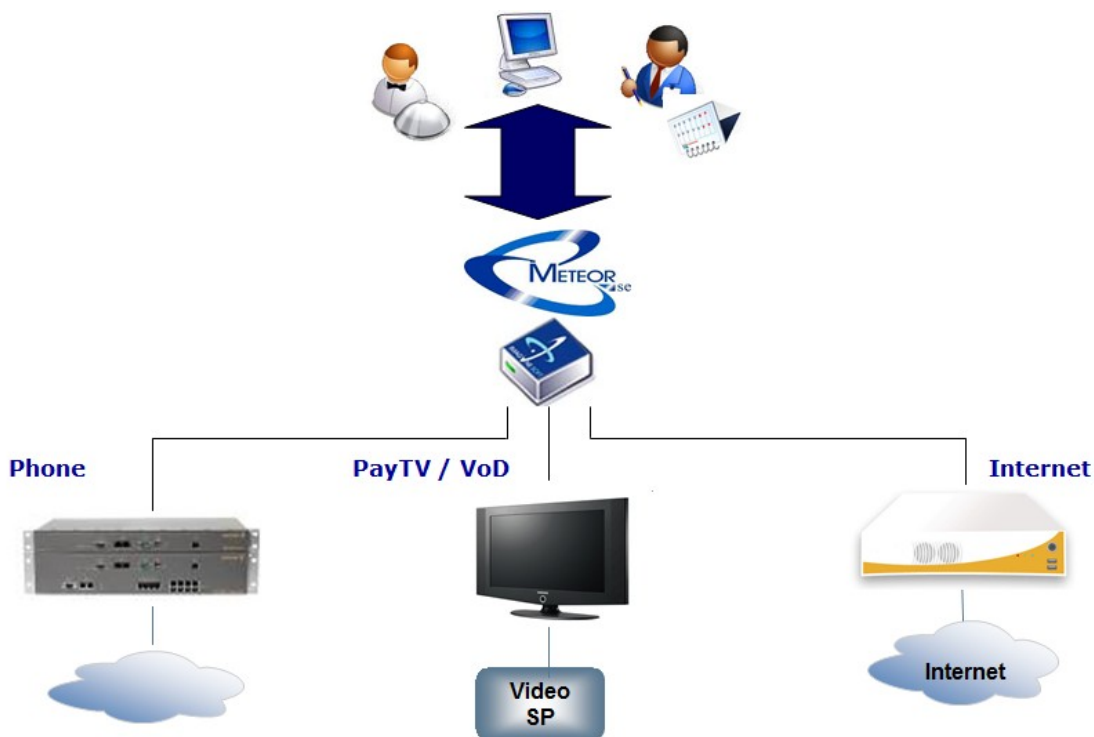 METEOR
se
Phone
PayTV / VoD
Internet
Internet
Video
SP